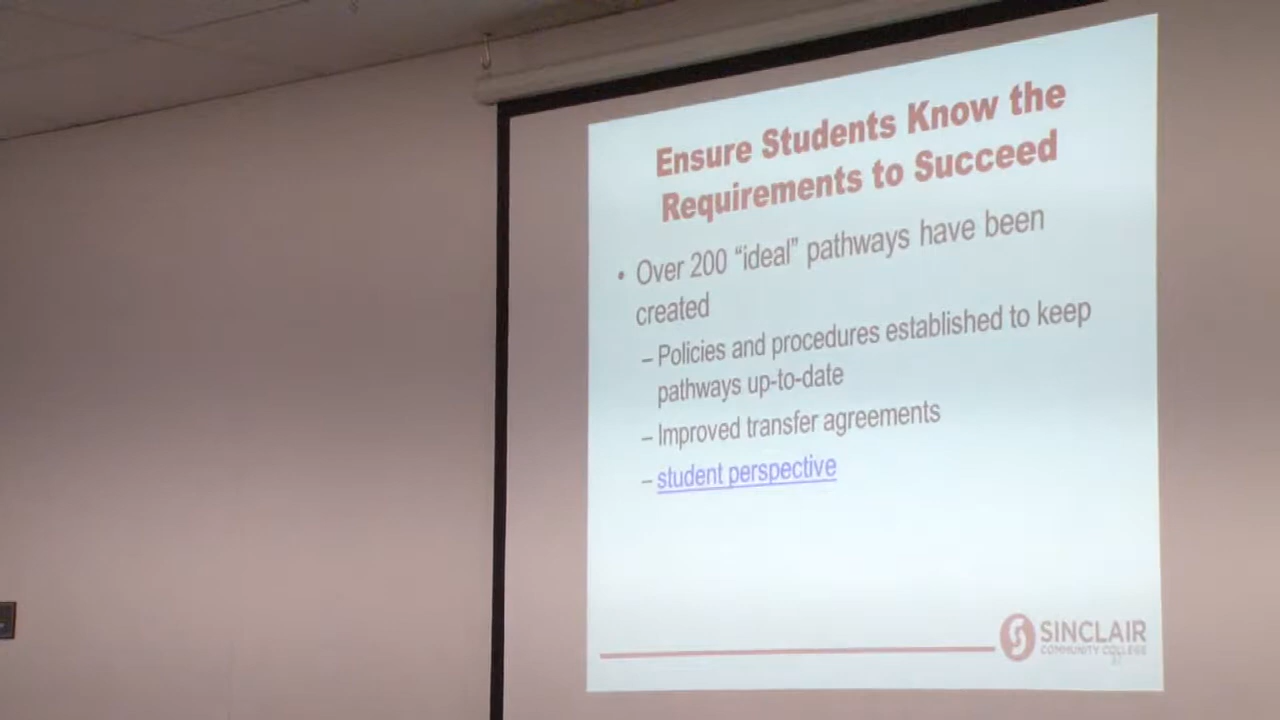 Ensure Students Know the
Requirements to Succeed
• Over 200 “ideal” pathways have been
created
– Policies and procedures established to keep
pathways up-to-date
– Improved transfer agreements
– student perspective
SINCLAIR
COMMUNITY COLLEGE